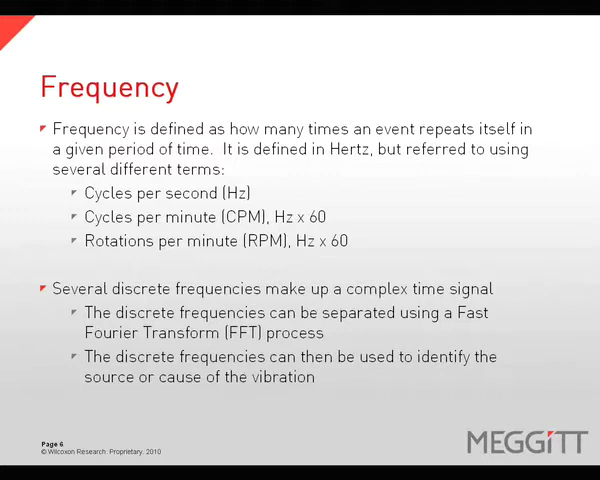 Frequency
Frequency is defined as how many times an event repeats itself in
a given period of time. It is defined in Hertz, but referred to using
several different terms:
Cycles per second (Hz)
Cycles per minute (CPM), Hz x 60
Rotations per minute (RPM), Hz x 60
Several discrete frequencies make up a complex time signal
The discrete frequencies can be separated using a Fast
Fourier Transform (FFT) process
The discrete frequencies can then be used to identify the
source or cause of the vibration
Page 6
© Wilcoxon Research. Proprietary. 2010
MEGGITT